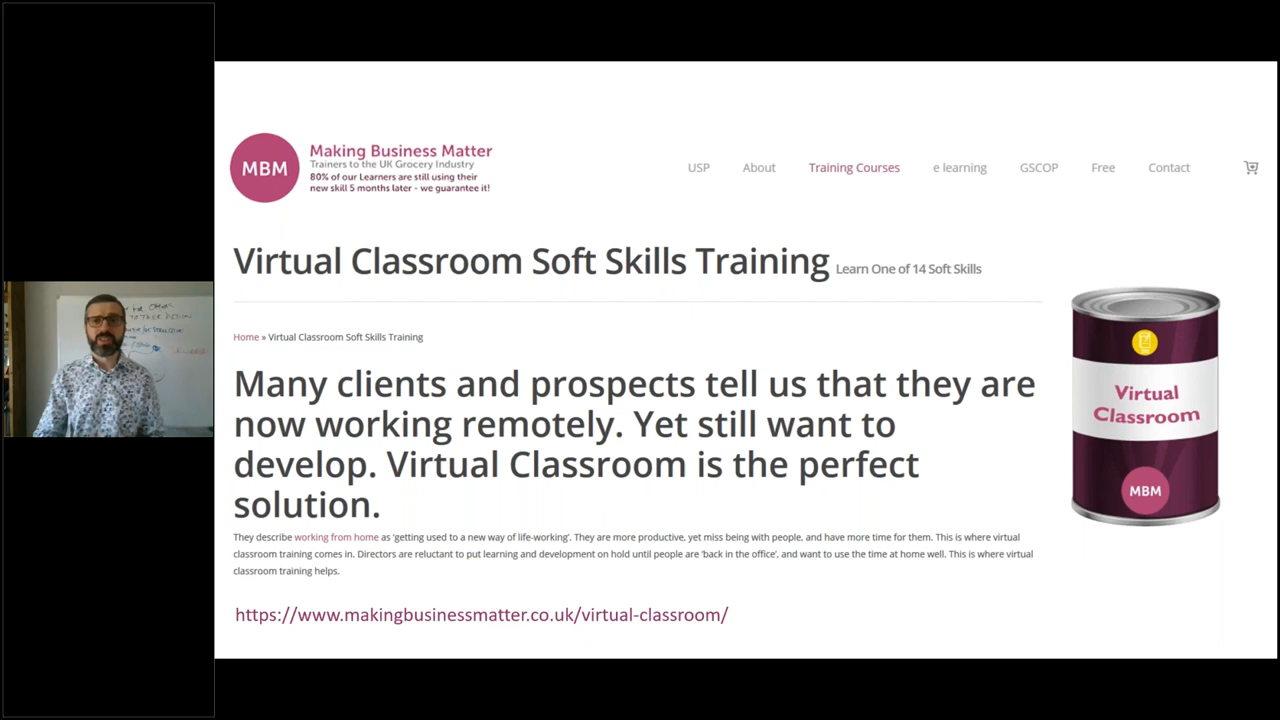 MBM
Making Business Matter
Trainers to the UK Grocery Industry
80% of our Learners are still using their
new skill 5 months later - we guarantee it!
USP About Training Courses e learning GSCOP Free Contact
Virtual Classroom Soft Skills Training Learn One of 14 Soft Skills
Home » Virtual Classroom Soft Skills Training
Many clients and prospects tell us that they are
now working remotely. Yet still want to
develop. Virtual Classroom is the perfect
solution.
They describe working from home as 'getting used to a new way of life-working'. They are more productive, yet miss being with people, and have more time for them. This is where virtual
classroom training comes in. Directors are reluctant to put learning and development on hold until people are 'back in the office', and want to use the time at home well. This is where virtual
classroom training helps.
https://www.makingbusinessmatter.co.uk/virtual-classroom/
Virtual
Classroom
MBM